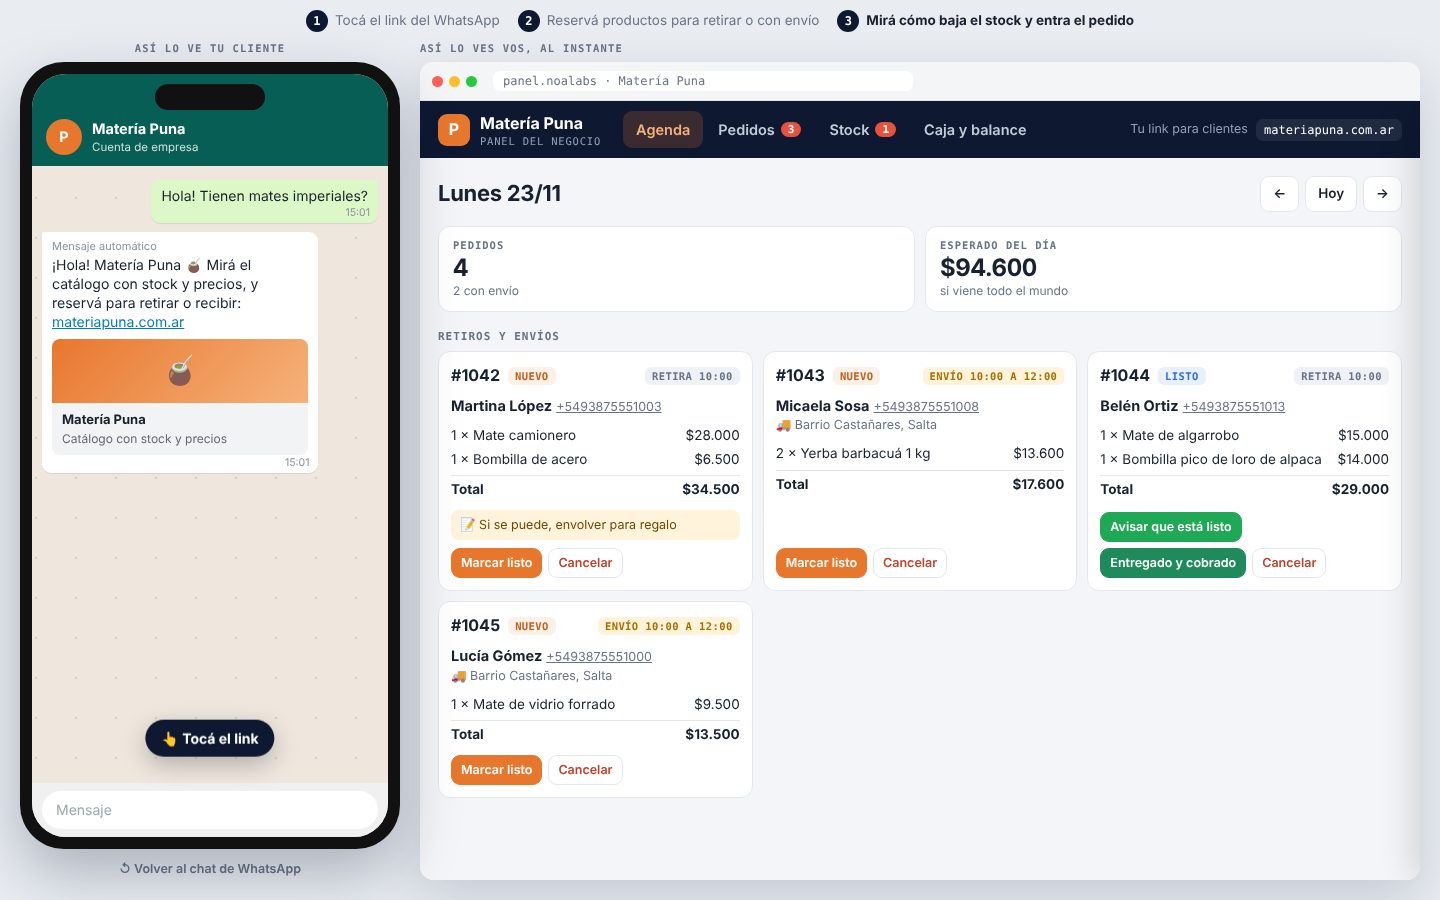 1 Tocá el link del WhatsApp 2 Reservá productos para retirar o con envío 3 Mirá cómo baja el stock y entra el pedido
ASÍ LO VE TU CLIENTE
P Matería Puna
Cuenta de empresa
Hola! Tienen mates imperiales?
15:01
Mensaje automático
¡Hola! Matería Puna 🧉 Mirá el
catálogo con stock y precios, y
reservá para retirar o recibir:
materiapuna.com.ar
Matería Puna
Catálogo con stock y precios
15:01
👆 Tocá el link
Mensaje
↺ Volver al chat de WhatsApp
ASÍ LO VES VOS, AL INSTANTE
panel.noalabs · Matería Puna
P Matería Puna
PANEL DEL NEGOCIO
Agenda Pedidos 3 Stock 1 Caja y balance
Tu link para clientes materiapuna.com.ar
Lunes 23/11
← Hoy →
PEDIDOS
4
2 con envío
ESPERADO DEL DÍA
$94.600
si viene todo el mundo
RETIROS Y ENVÍOS
#1042 NUEVO RETIRA 10:00
Martina López +5493875551003
1 × Mate camionero $28.000
1 × Bombilla de acero $6.500
Total $34.500
📝 Si se puede, envolver para regalo
Marcar listo Cancelar
#1043 NUEVO ENVÍO 10:00 A 12:00
Micaela Sosa +5493875551008
🚚 Barrio Castañares, Salta
2 × Yerba barbacuá 1 kg $13.600
Total $17.600
Marcar listo Cancelar
#1044 LISTO RETIRA 10:00
Belén Ortiz +5493875551013
1 × Mate de algarrobo $15.000
1 × Bombilla pico de loro de alpaca $14.000
Total $29.000
Avisar que está listo
Entregado y cobrado Cancelar
#1045 NUEVO ENVÍO 10:00 A 12:00
Lucía Gómez +5493875551000
🚚 Barrio Castañares, Salta
1 × Mate de vidrio forrado $9.500
Total $13.500
Marcar listo Cancelar